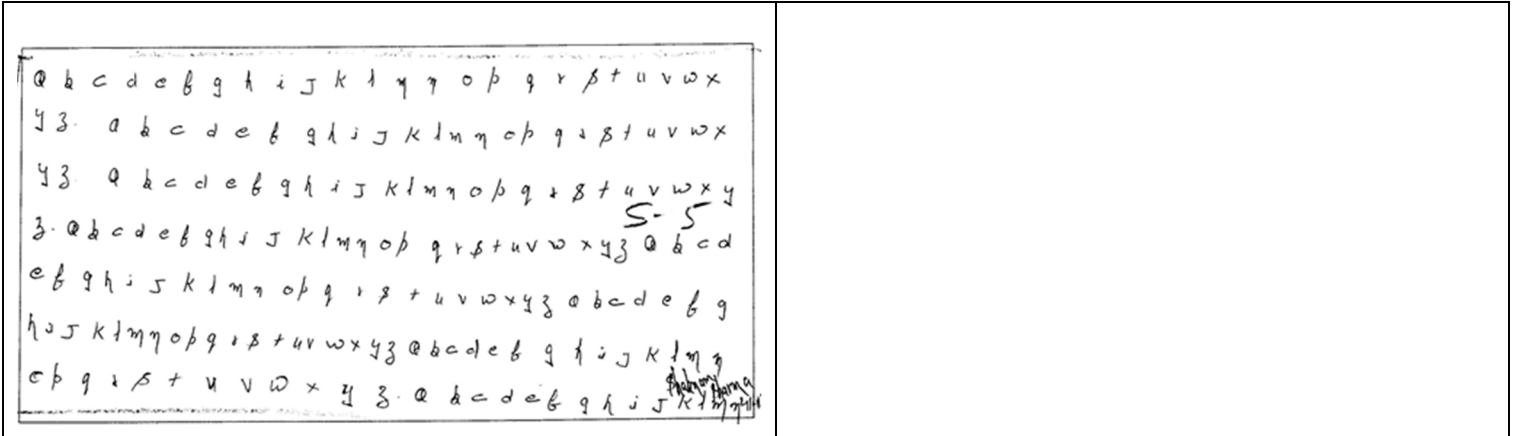 a b c d e f g h i J K l m n o p q r s t u v w x
y z. a b c d e f g h i J K l m n o p q r s t u v w x
y z. a b c d e f g h i J K l m n o p q r s t u v w x y
S-5
z. a b c d e f g h i J K l m n o p q r s t u v w x y z a b c d
e f g h i J K l m n o p q r s t u v w x y z a b c d e f g
h i J K l m n o p q r s t u v w x y z a b c d e f g h i J K l m n
o p q r s t u v w x y z. a b c d e f g h i J K l m n